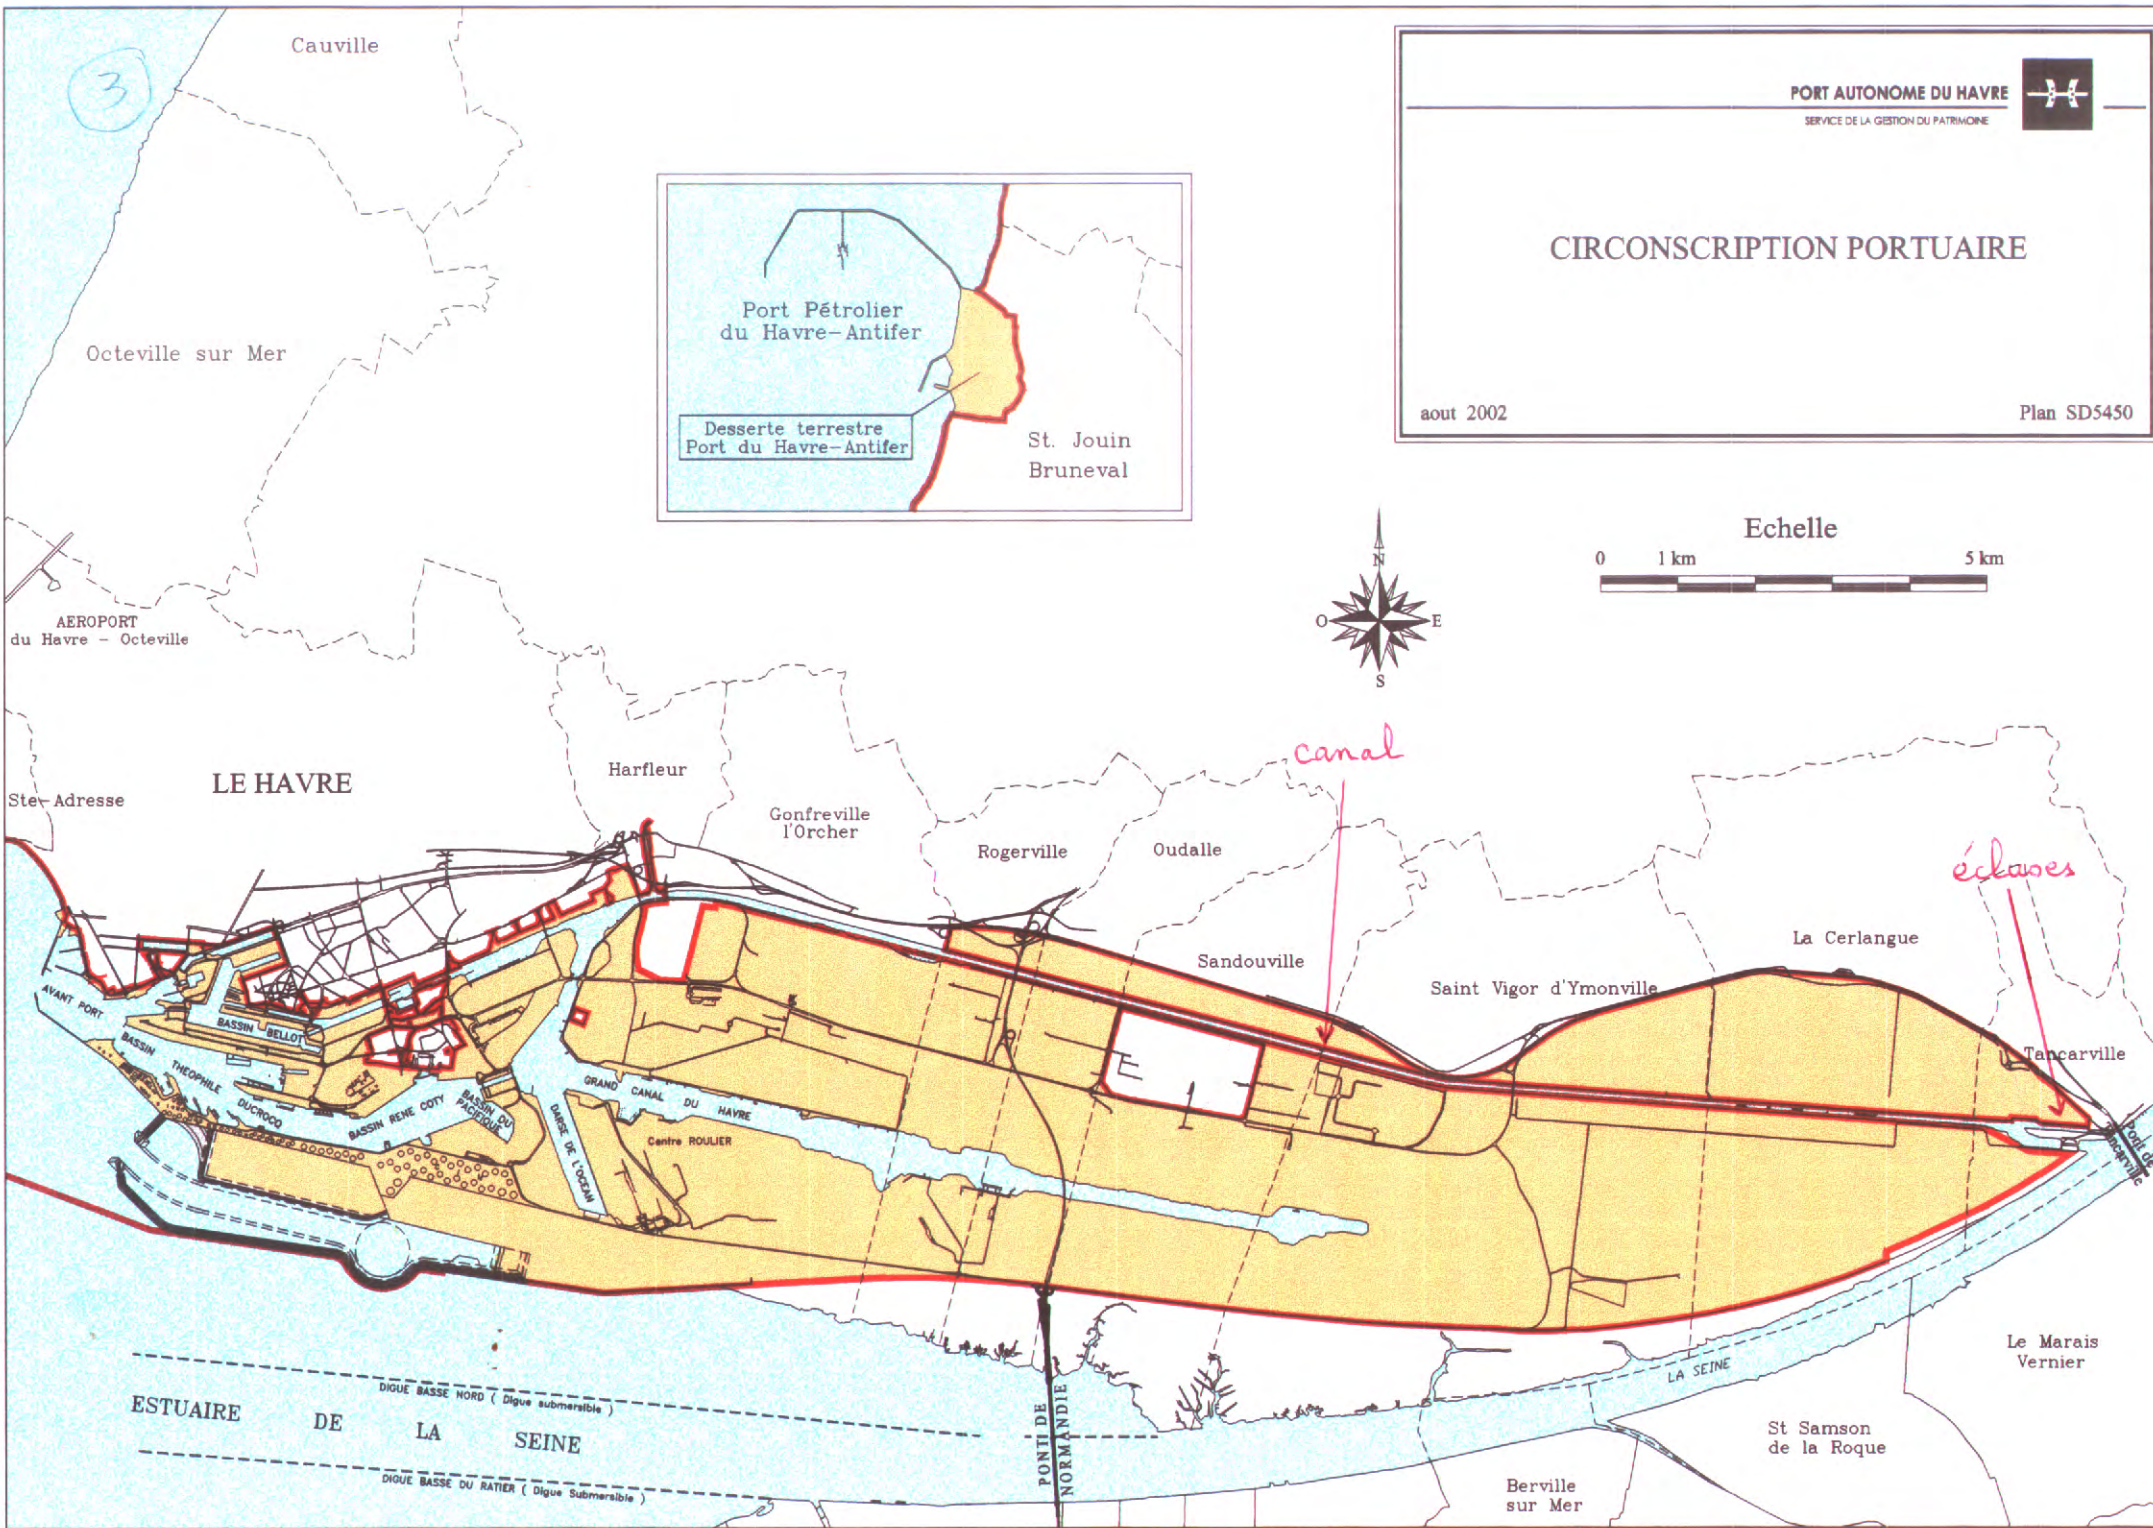 3
Cauville
PORT AUTONOME DU HAVRE
SERVICE DE LA GESTION DU PATRIMOINE
CIRCONSCRIPTION PORTUAIRE
aout 2002
Plan SD5450
Port Pétrolier
du Havre-Antifer
Desserte terrestre
Port du Havre-Antifer
St. Jouin
Bruneval
Octeville sur Mer
Echelle
0 1 km 5 km
N
O E
S
AEROPORT
du Havre - Octeville
canal
LE HAVRE
Harfleur
Ste-Adresse
Gonfreville
l'Orcher
Rogerville
Oudalle
écluses
La Cerlangue
Sandouville
Saint Vigor d'Ymonville
Tancarville
AVANT PORT
BASSIN BELLOT
BASSIN THEOPHILE DUCROCQ
BASSIN RENE COTY
BASSIN DU
PACIFIQUE
DARSE DE L'OCEAN
GRAND CANAL DU HAVRE
Centre ROULIER
Pont de
Tancarville
Le Marais
Vernier
LA SEINE
DIGUE BASSE NORD ( Digue submersible )
ESTUAIRE DE LA SEINE
DIGUE BASSE DU RATIER ( Digue Submersible )
PONT DE
NORMANDIE
St Samson
de la Roque
Berville
sur Mer